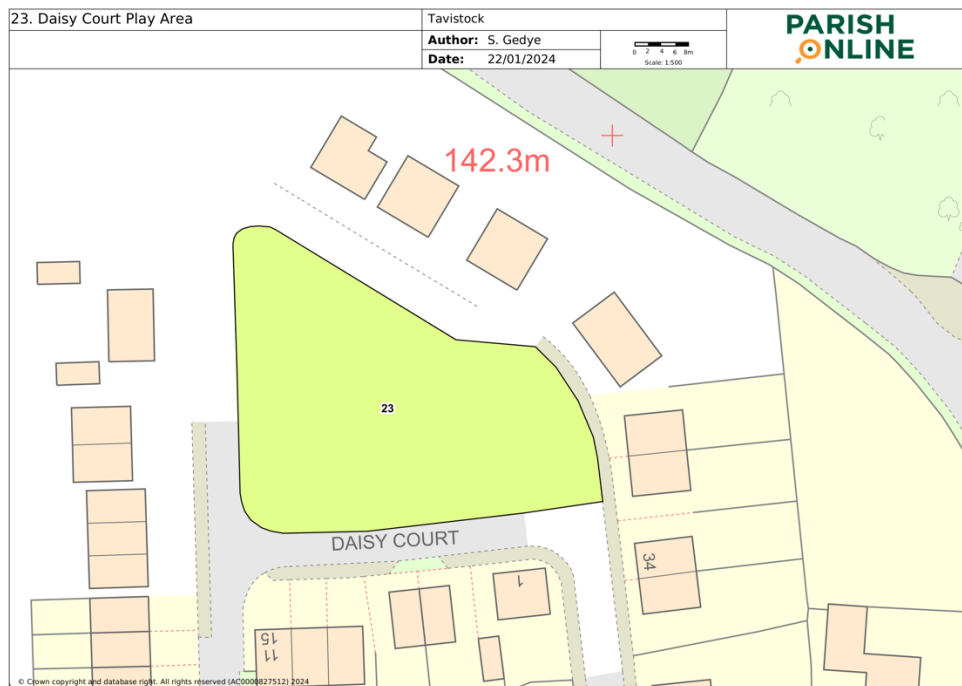 23. Daisy Court Play Area
Tavistock
Author: S. Gedye
Date: 22/01/2024
0 2 4 6 8m
Scale: 1:500
PARISH
ONLINE
142.3m
23
DAISY COURT
34
1
15
11
© Crown copyright and database right. All rights reserved (AC0000827512) 2024